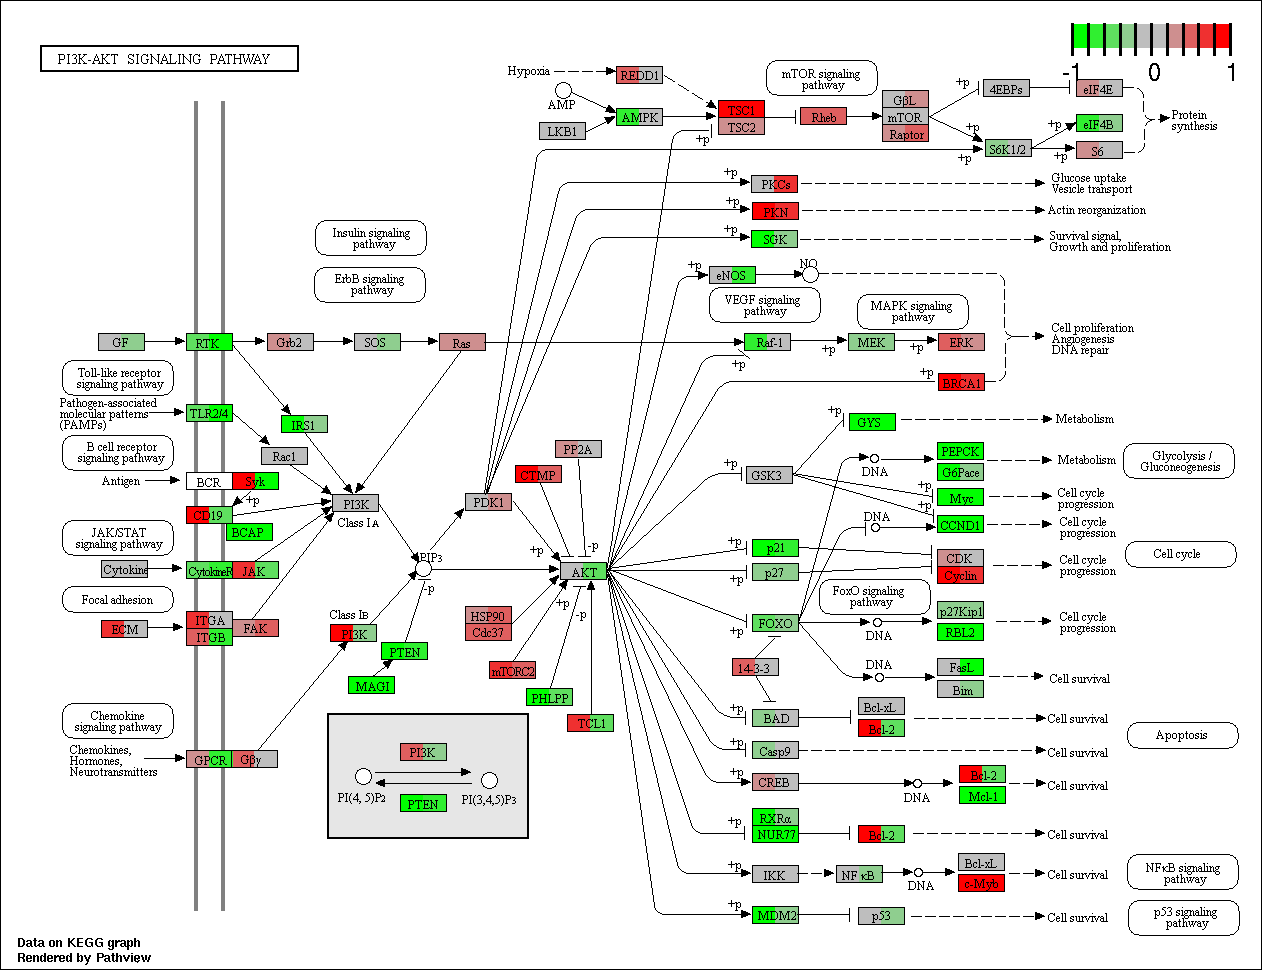 PI3K-AKT SIGNALING PATHWAY
-1
0
1
Hypoxia
REDD1
mTOR signaling
pathway
AMP
AMPK
LKB1
TSC1
TSC2
Rheb
GβL
mTOR
Raptor
+p
4EBPs
eIF4E
eIF4B
+p
+p
S6K1/2
+p
+p
S6
Protein
synthesis
+p
+p
PKCs
Glucose uptake
Vesicle transport
+p
PKN
Actin reorganization
+p
SGK
Survival signal,
Growth and proliferation
Insulin signaling
pathway
ErbB signaling
pathway
+p
eNOS
NO
VEGF signaling
pathway
MAPK signaling
pathway
GF
RTK
Grb2
SOS
Ras
Raf-1
+p
+p
MEK
+p
ERK
Cell proliferation
Angiogenesis
DNA repair
+p
BRCA1
Toll-like receptor
signaling pathway
Pathogen-associated
molecular patterns
(PAMPs)
TLR2/4
IRS1
Rac1
B cell receptor
signaling pathway
Antigen
BCR
Syk
+p
CD19
BCAP
PI3K
Class IA
JAK/STAT
signaling pathway
Cytokine
CytokineR
JAK
Focal adhesion
ECM
ITGA
ITGB
FAK
Class IB
PI3K
PIP3
-p
PTEN
MAGI
PDK1
CTMP
PP2A
+p
-p
AKT
+p
-p
HSP90
Cdc37
mTORC2
PHLPP
TCL1
+p
GYS
Metabolism
+p
GSK3
DNA
PEPCK
G6Pace
Metabolism
Glycolysis /
Gluconeogenesis
+p
Myc
Cell cycle
progression
DNA
+p
CCND1
Cell cycle
progression
+p
p21
+p
p27
CDK
Cyclin
Cell cycle
progression
Cell cycle
FoxO signaling
pathway
+p
FOXO
DNA
p27Kip1
RBL2
Cell cycle
progression
14-3-3
DNA
FasL
Bim
Cell survival
+p
BAD
Bcl-xL
Bcl-2
Cell survival
Apoptosis
+p
Casp9
Cell survival
+p
CREB
DNA
Bcl-2
Mcl-1
Cell survival
+p
RXRα
NUR77
Bcl-2
Cell survival
+p
IKK
NFκB
DNA
Bcl-xL
c-Myb
Cell survival
NFκB signaling
pathway
+p
MDM2
p53
Cell survival
p53 signaling
pathway
Chemokine
signaling pathway
Chemokines,
Hormones,
Neurotransmitters
GPCR
Gβγ
PI3K
PI(4, 5)P2
PI(3,4,5)P3
PTEN
Data on KEGG graph
Rendered by Pathview